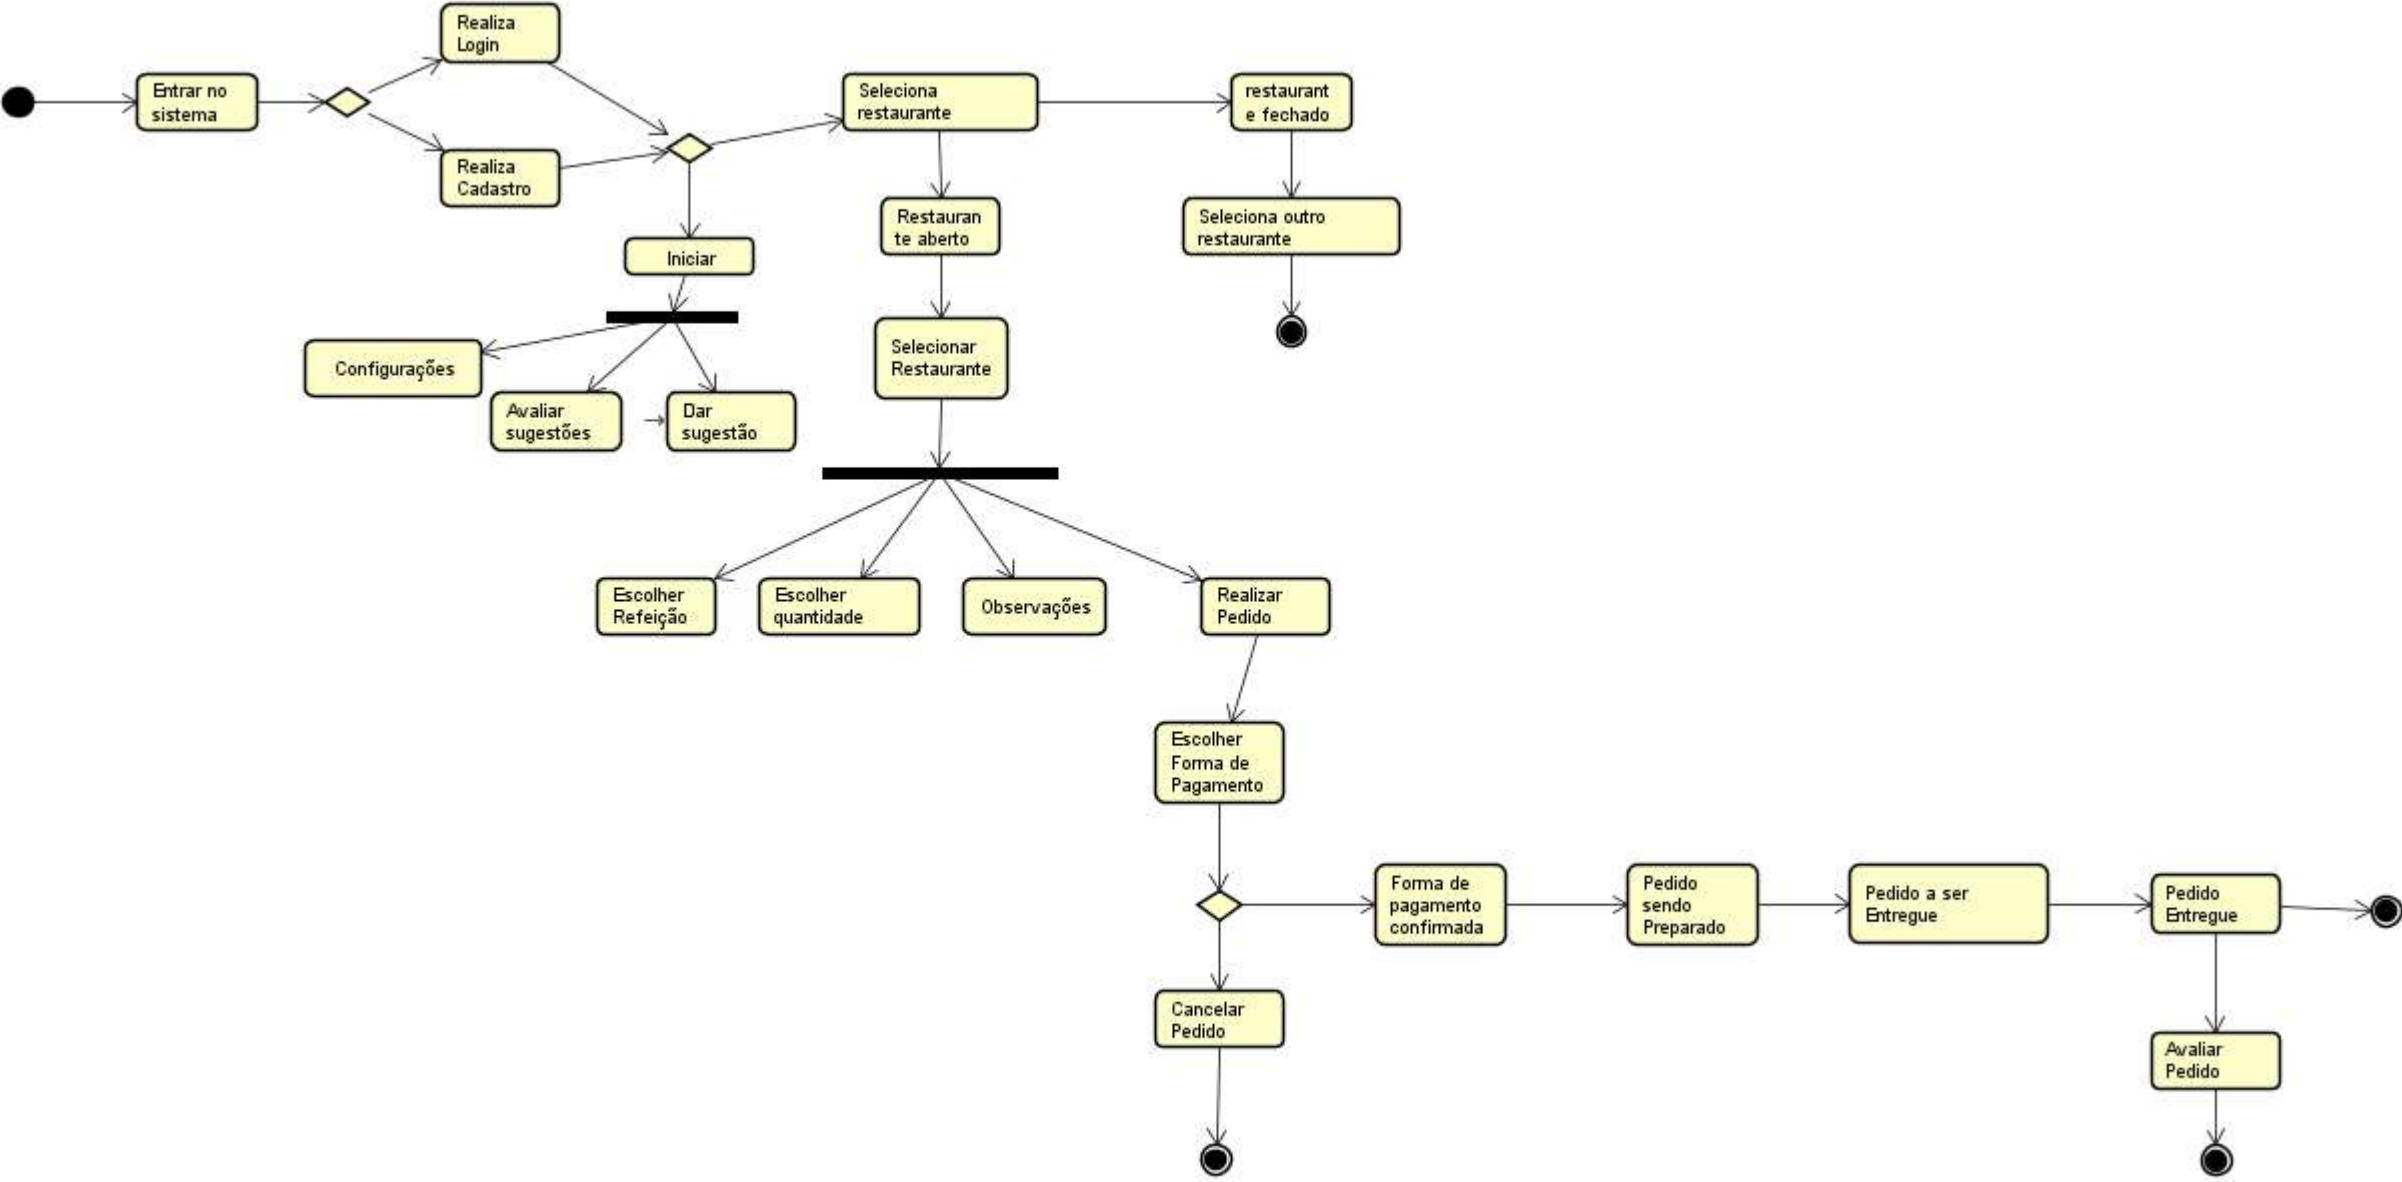 Realiza
Login
Entrar no
sistema
Realiza
Cadastro
Seleciona
restaurante
restaurant
e fechado
Restauran
te aberto
Seleciona outro
restaurante
Iniciar
Configurações
Avaliar
sugestões
Dar
sugestão
Selecionar
Restaurante
Escolher
Refeição
Escolher
quantidade
Observações
Realizar
Pedido
Escolher
Forma de
Pagamento
Forma de
pagamento
confirmada
Pedido
sendo
Preparado
Pedido a ser
Entregue
Pedido
Entregue
Cancelar
Pedido
Avaliar
Pedido